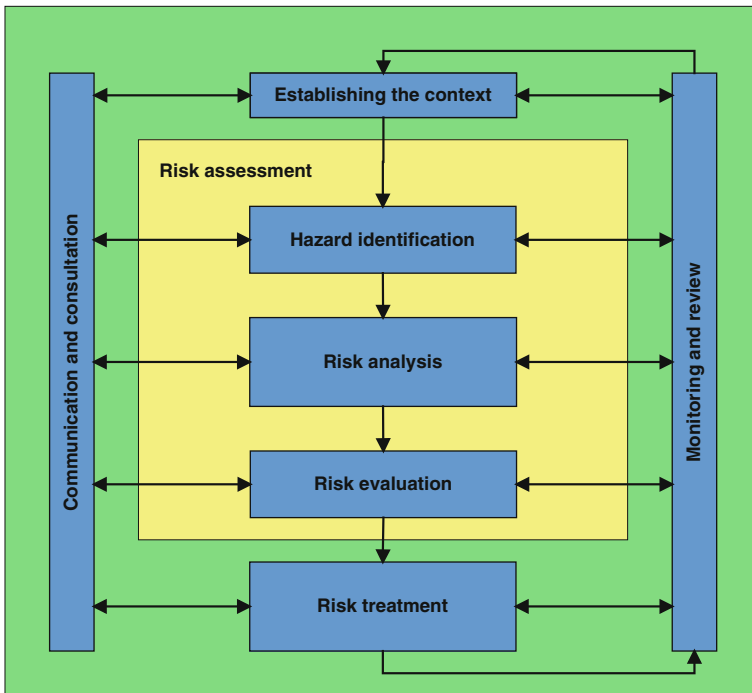 Establishing the context
Risk assessment
Hazard identification
Risk analysis
Risk evaluation
Risk treatment
Communication and consultation
Monitoring and review